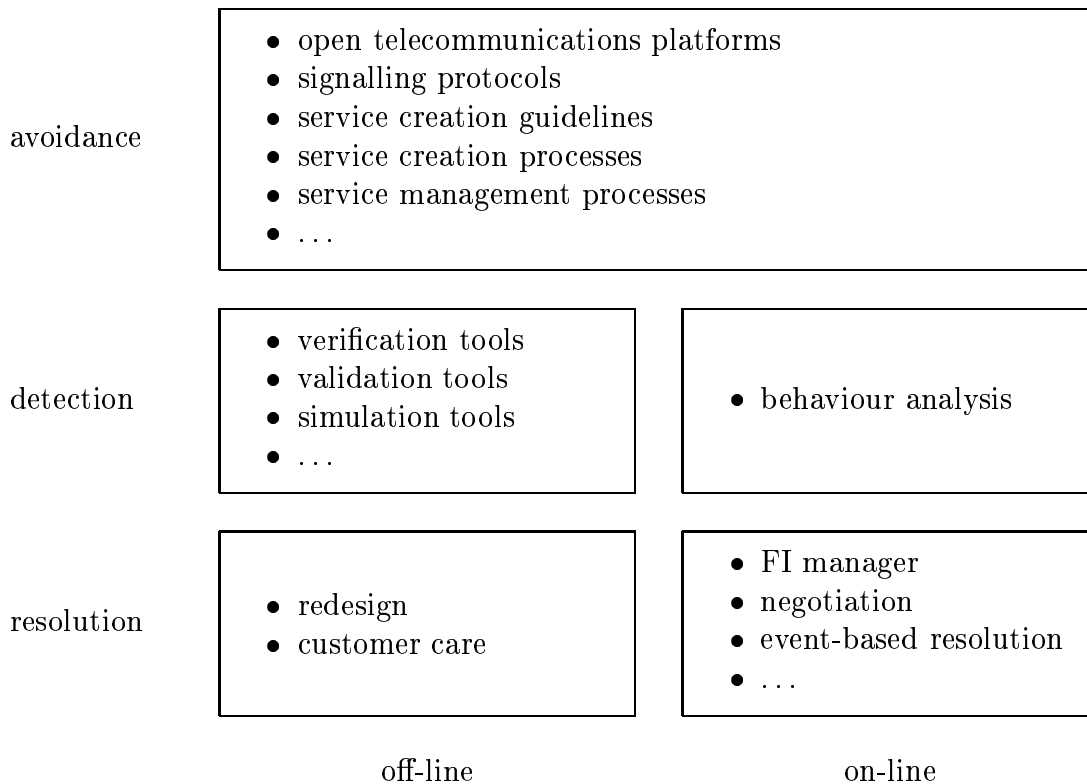 avoidance
• open telecommunications platforms
• signalling protocols
• service creation guidelines
• service creation processes
• service management processes
• . . .
detection
• verification tools
• validation tools
• simulation tools
• . . .
• behaviour analysis
resolution
• redesign
• customer care
• FI manager
• negotiation
• event-based resolution
• . . .
off-line
on-line